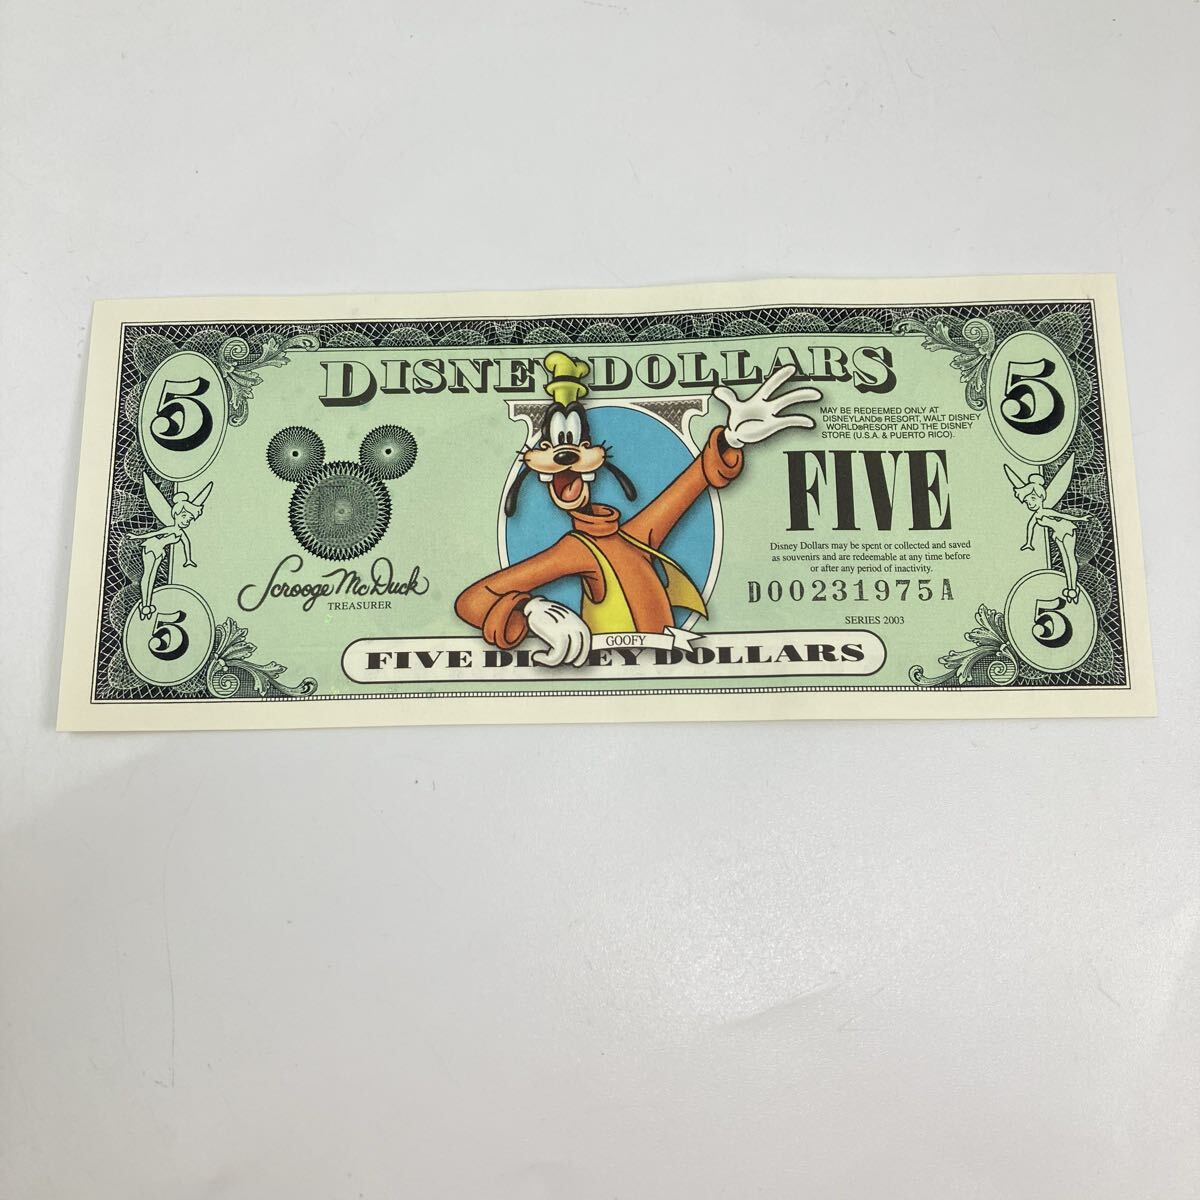 DISNEY DOLLARS
5
5
MAY BE REDEEMED ONLY AT
DISNEYLAND® RESORT, WALT DISNEY
WORLD® RESORT AND THE DISNEY
STORE (U.S.A. & PUERTO RICO).
FIVE
Disney Dollars may be spent or collected and saved
as souvenirs and are redeemable at any time before
or after any period of inactivity.
D00231975A
SERIES 2003
Scrooge McDuck
TREASURER
5
5
GOOFY
FIVE DISNEY DOLLARS